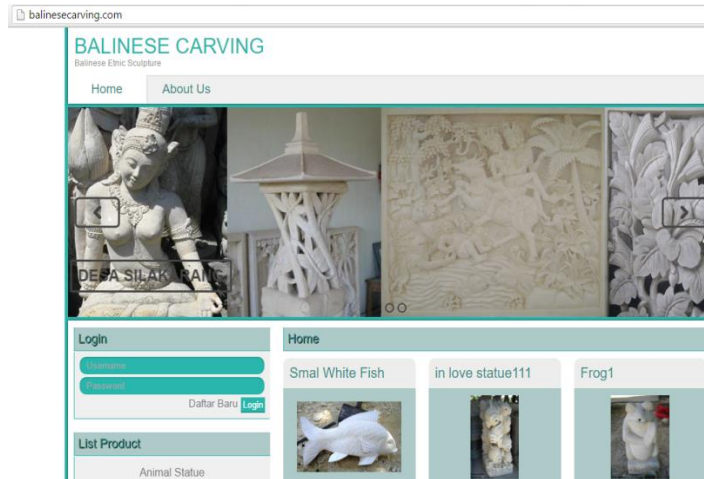 balinesecarving.com
BALINESE CARVING
Balinese Etnic Sculpture
Home About Us
DESA SILAKARANG
Login Home
Username
Password
Daftar Baru Login
Smal White Fish in love statue111 Frog1
List Product
Animal Statue